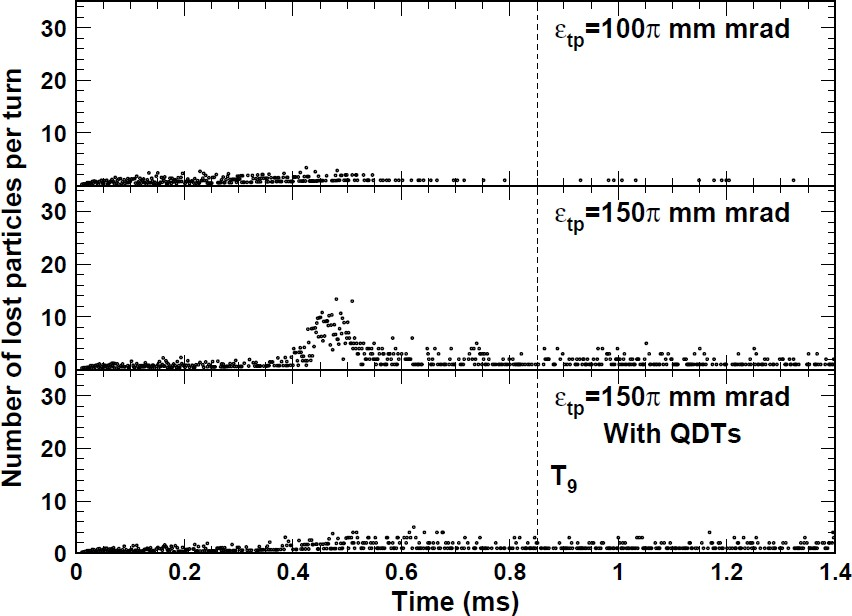 Number of lost particles per turn
30
20
10
0
εtp=100π mm mrad
30
20
10
0
εtp=150π mm mrad
30
20
10
0
εtp=150π mm mrad
With QDTs
T9
0 0.2 0.4 0.6 0.8 1 1.2 1.4
Time (ms)